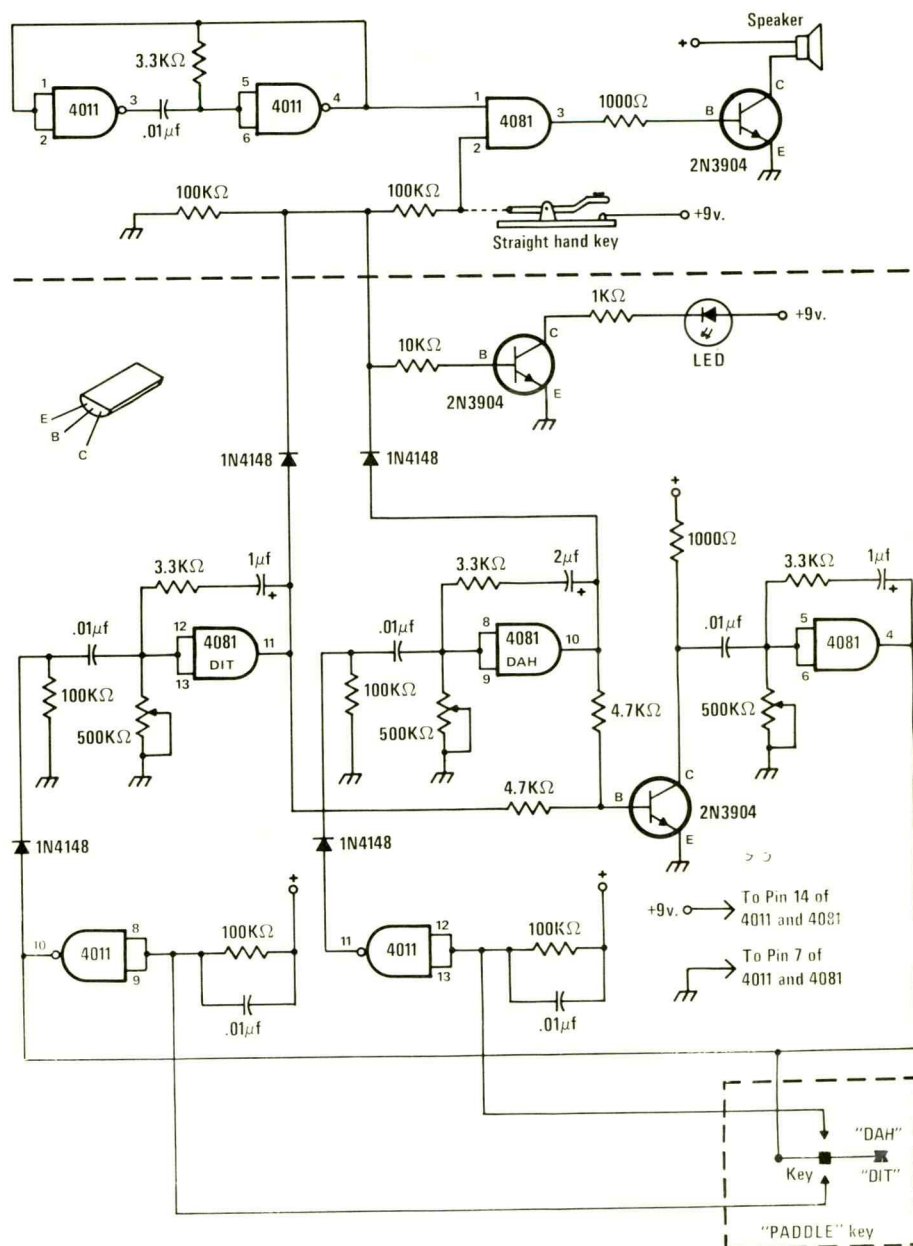 Speaker
+
3.3KΩ
1
2
4011
3
.01μf
5
6
4011
4
1
2
4081
3
1000Ω
B
C
E
2N3904
100KΩ
100KΩ
+9v.
Straight hand key
1KΩ
+9v.
LED
10KΩ
B
C
E
2N3904
E
B
C
1N4148
1N4148
+
1000Ω
3.3KΩ
1μf
+
.01μf
12
13
4081
DIT
11
100KΩ
500KΩ
3.3KΩ
2μf
+
.01μf
8
9
4081
DAH
10
100KΩ
500KΩ
4.7KΩ
3.3KΩ
1μf
+
.01μf
5
6
4081
4
500KΩ
4.7KΩ
B
C
E
2N3904
1N4148
1N4148
10
4011
8
9
+
100KΩ
.01μf
11
4011
12
13
+
100KΩ
.01μf
+9v.
To Pin 14 of
4011 and 4081
To Pin 7 of
4011 and 4081
"DAH"
Key
"DIT"
"PADDLE" key